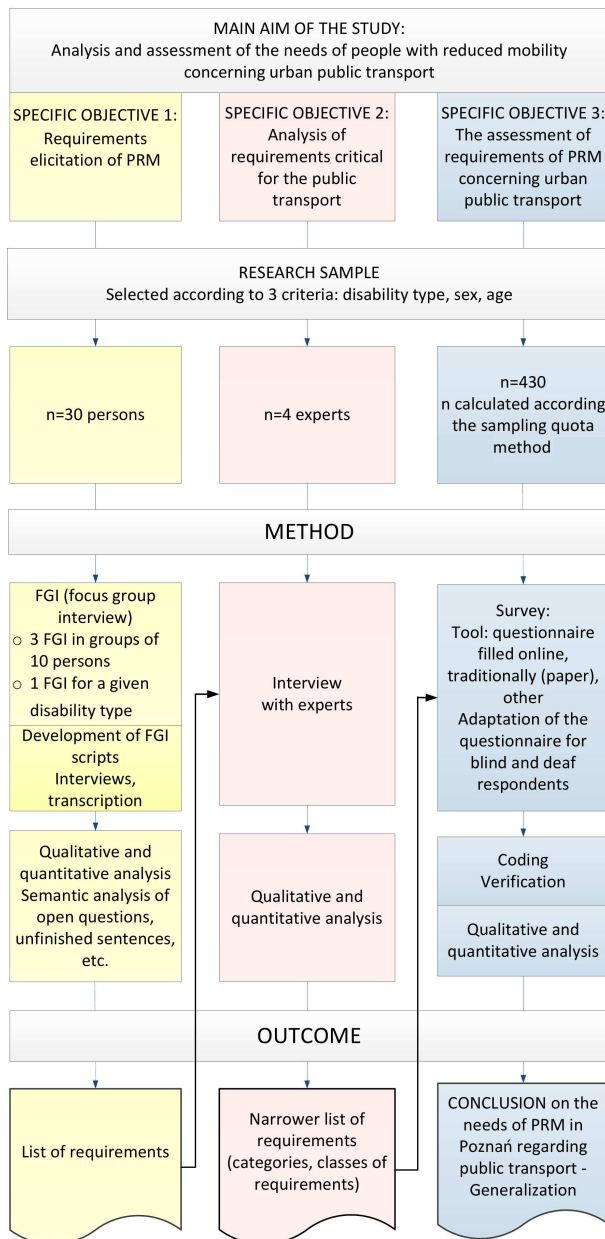 MAIN AIM OF THE STUDY:
Analysis and assessment of the needs of people with reduced mobility
concerning urban public transport
SPECIFIC OBJECTIVE 1:
Requirements
elicitation of PRM
SPECIFIC OBJECTIVE 2:
Analysis of
requirements critical
for the public
transport
SPECIFIC OBJECTIVE 3:
The assessment of
requirements of PRM
concerning urban
public transport
RESEARCH SAMPLE
Selected according to 3 criteria: disability type, sex, age
n=30 persons
n=4 experts
n=430
n calculated according
the sampling quota
method
METHOD
FGI (focus group
interview)
○ 3 FGI in groups of
10 persons
○ 1 FGI for a given
disability type
Development of FGI
scripts
Interviews,
transcription
Interview
with experts
Survey:
Tool: questionnaire
filled online,
traditionally (paper),
other
Adaptation of the
questionnaire for
blind and deaf
respondents
Qualitative and
quantitative analysis
Semantic analysis of
open questions,
unfinished sentences,
etc.
Qualitative and
quantitative analysis
Coding
Verification
Qualitative and
quantitative analysis
OUTCOME
List of requirements
Narrower list of
requirements
(categories, classes of
requirements)
CONCLUSION on the
needs of PRM in
Poznań regarding
public transport -
Generalization